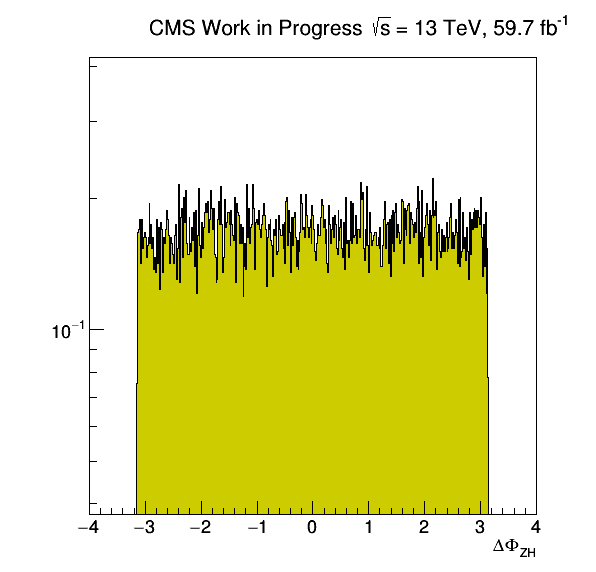 CMS Work in Progress √s = 13 TeV, 59.7 fb⁻¹
10⁻¹
−4 −3 −2 −1 0 1 2 3 4
ΔΦ_ZH